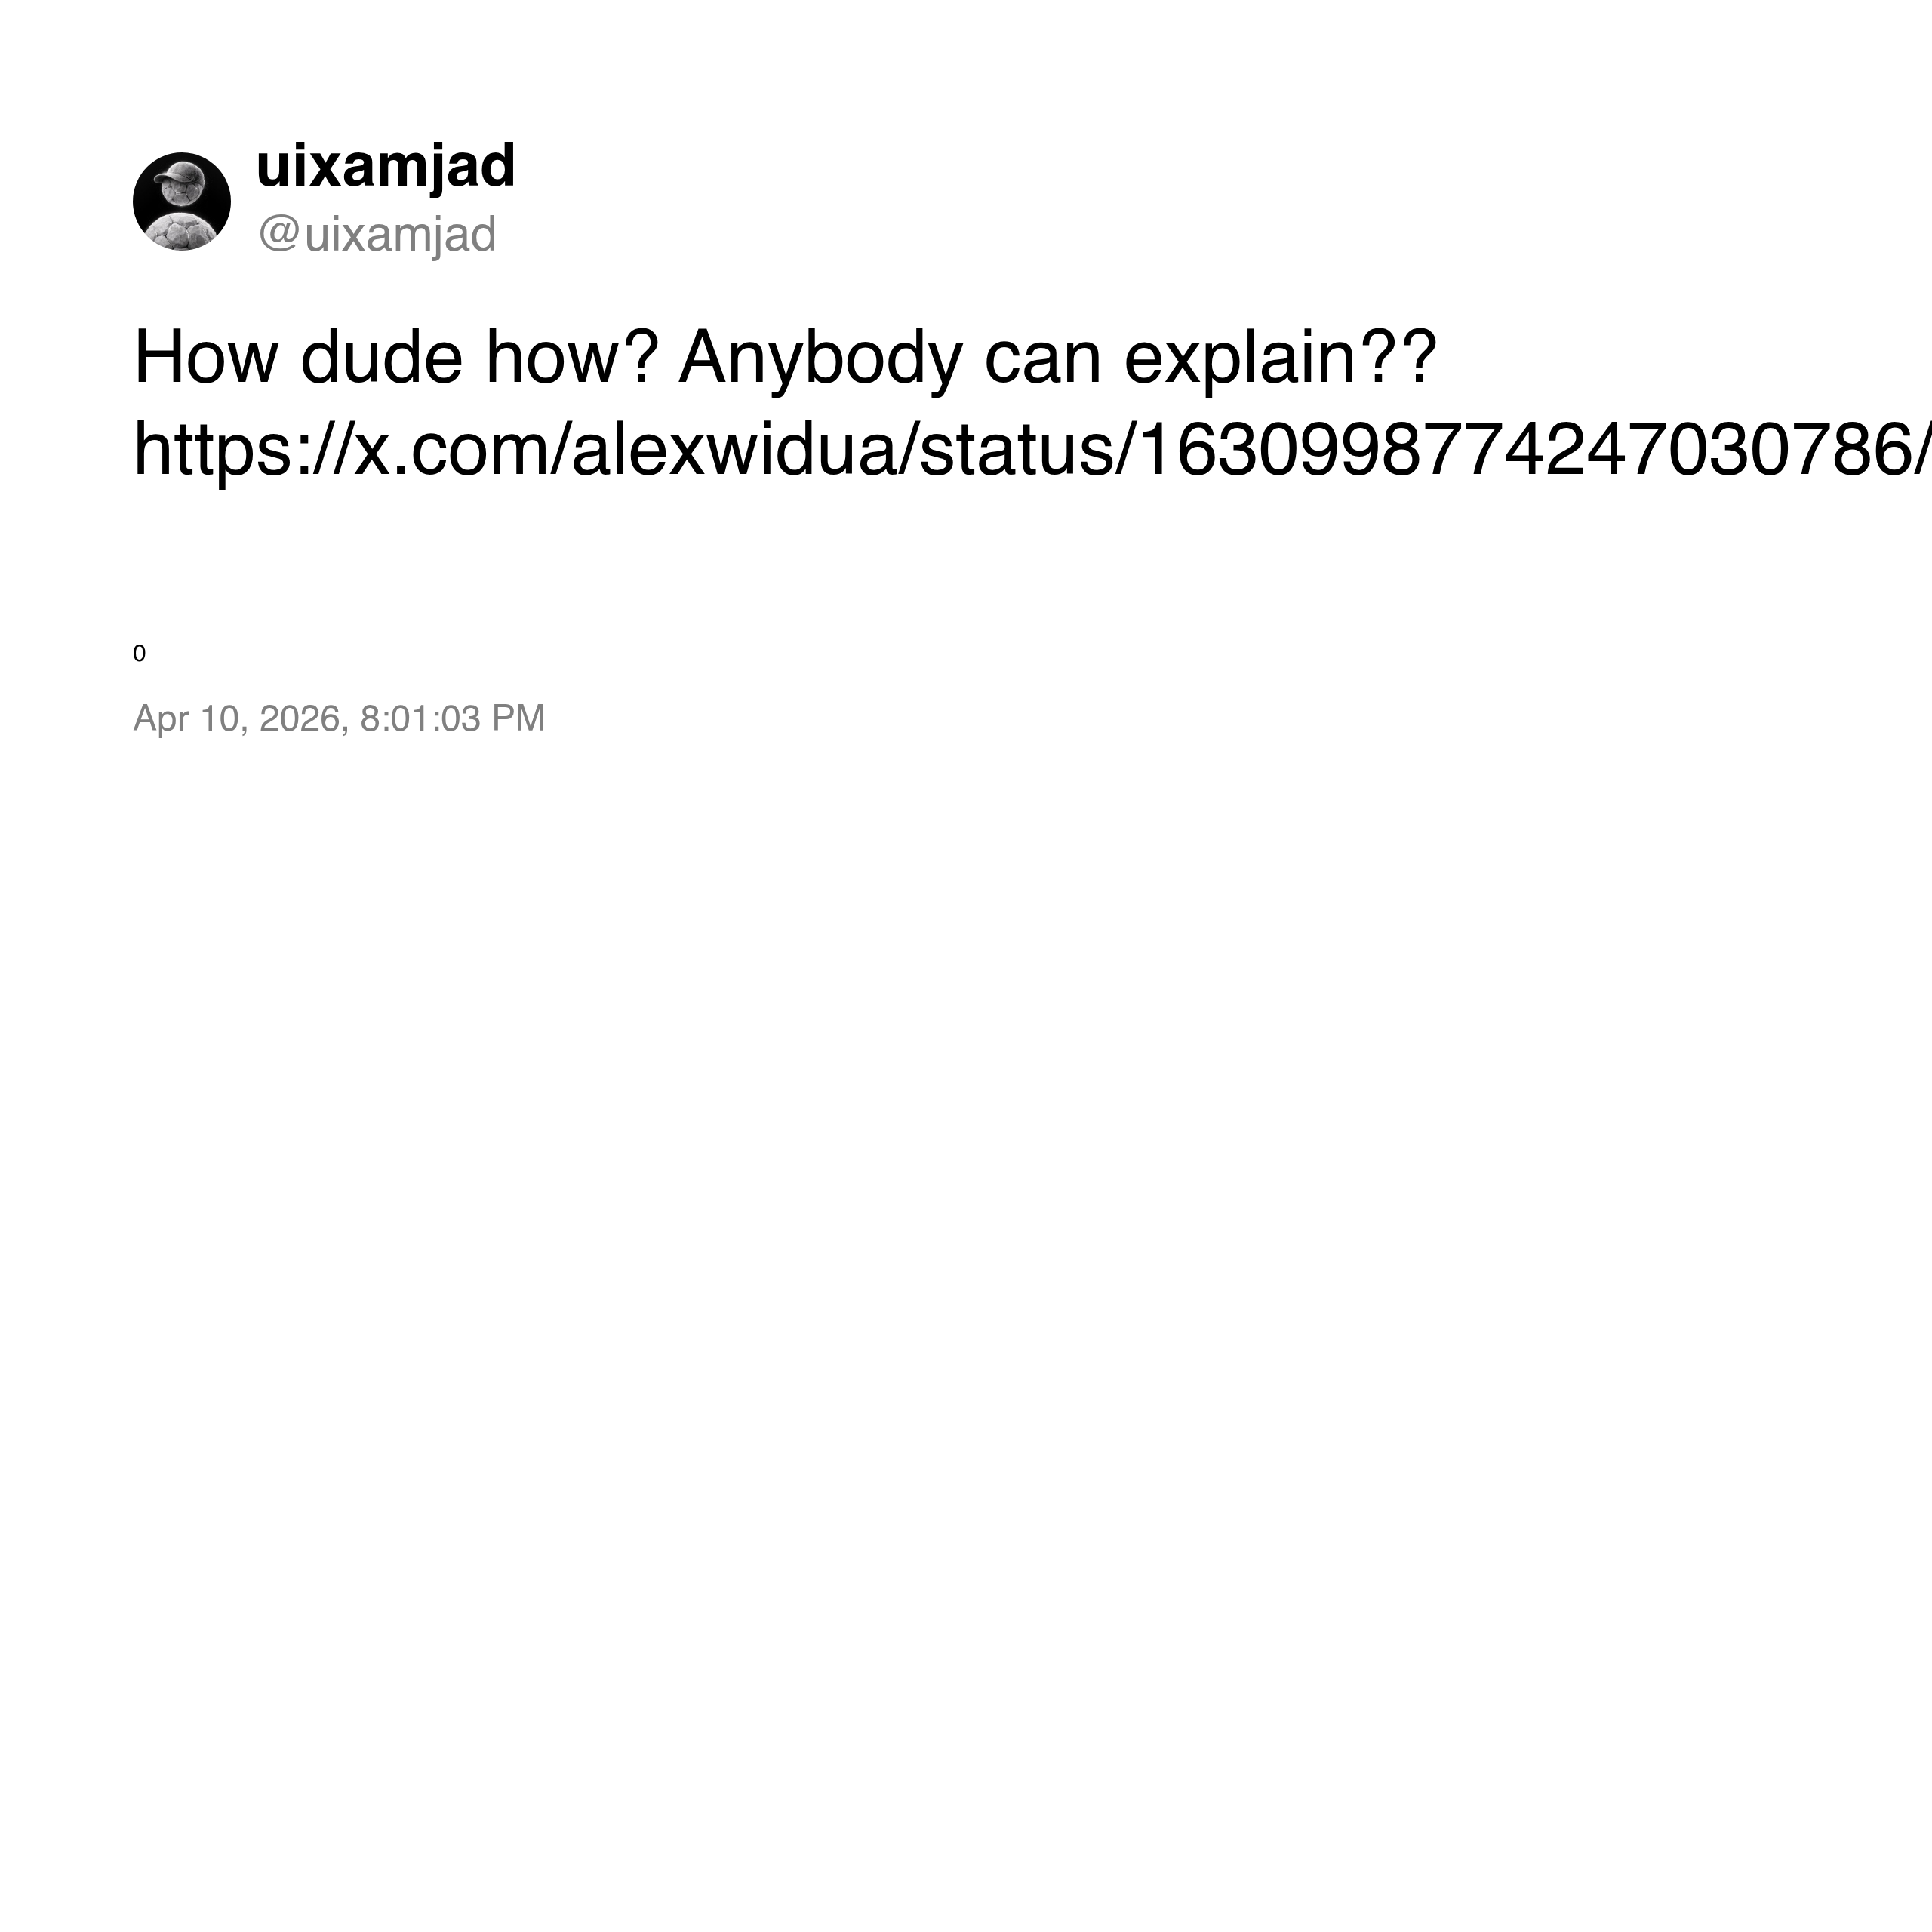 uixamjad
@uixamjad
How dude how? Anybody can explain??
https://x.com/alexwidua/status/1630998774247030786/
0
Apr 10, 2026, 8:01:03 PM